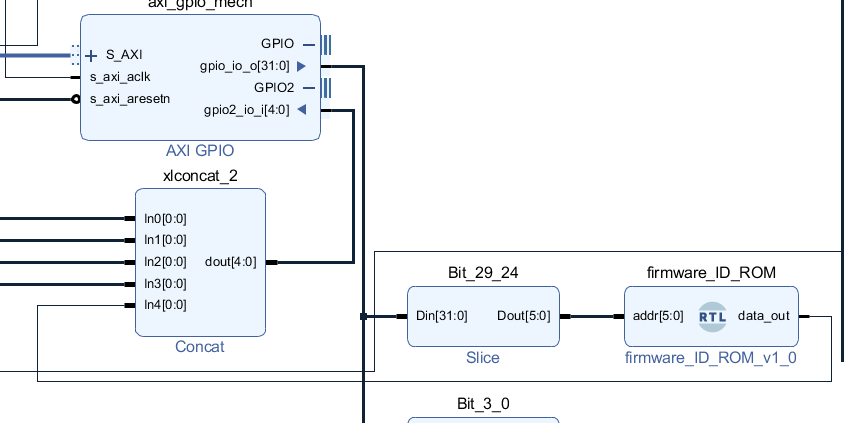 axi_gpio_mech
GPIO
S_AXI
gpio_io_o[31:0]
s_axi_aclk
GPIO2
s_axi_aresetn
gpio2_io_i[4:0]
AXI GPIO
xlconcat_2
In0[0:0]
In1[0:0]
In2[0:0]
dout[4:0]
In3[0:0]
In4[0:0]
Concat
Bit_29_24
Din[31:0]
Dout[5:0]
Slice
firmware_ID_ROM
addr[5:0]
RTL
data_out
firmware_ID_ROM_v1_0
Bit_3_0